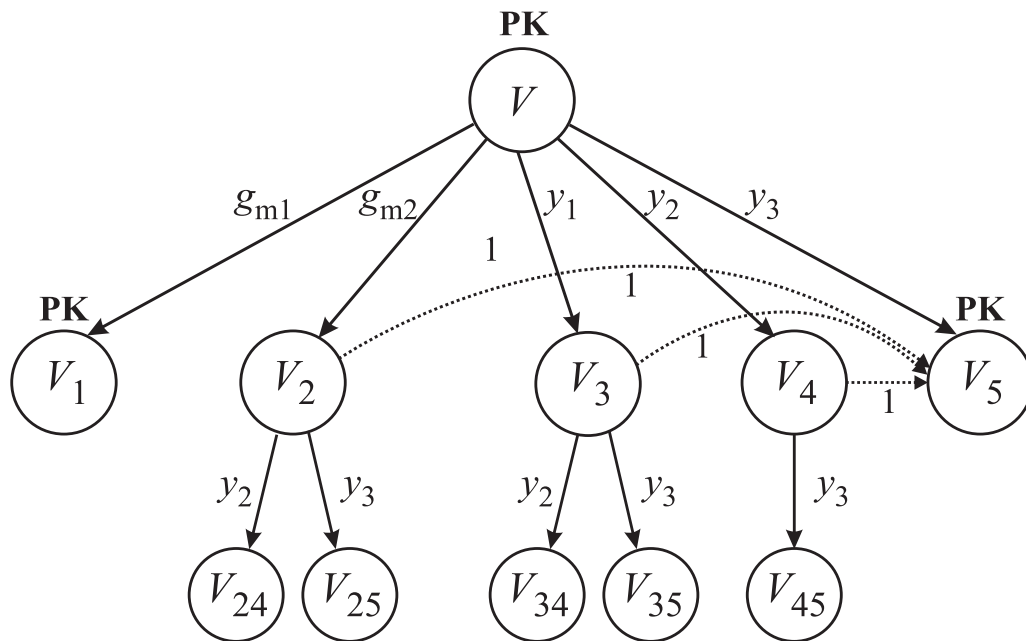 PK
V
g_m1 g_m2 y_1 y_2 y_3
1
1
PK PK
1
V_1 V_2 V_3 V_4 V_5
1
y_2 y_3 y_2 y_3 y_3
V_24 V_25 V_34 V_35 V_45